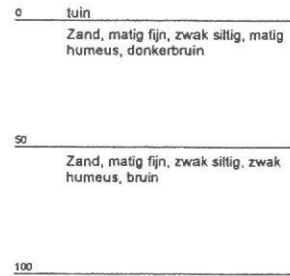 0 tuin
Zand, matig fijn, zwak siltig, matig
humeus, donkerbruin
50
Zand, matig fijn, zwak siltig, zwak
humeus, bruin
100